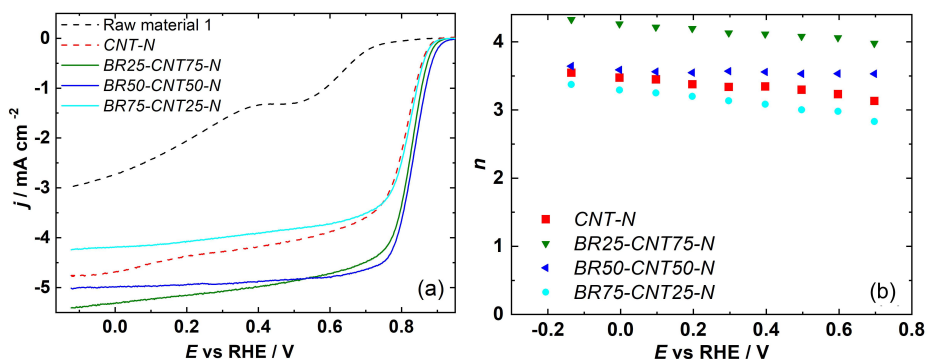 Raw material 1
CNT-N
BR25-CNT75-N
BR50-CNT50-N
BR75-CNT25-N
0
-1
-2
-3
-4
-5
j / mA cm⁻²
(a)
0.0 0.2 0.4 0.6 0.8
E vs RHE / V
4
3
2
1
0
n
CNT-N
BR25-CNT75-N
BR50-CNT50-N
BR75-CNT25-N
(b)
-0.2 0.0 0.2 0.4 0.6 0.8
E vs RHE / V